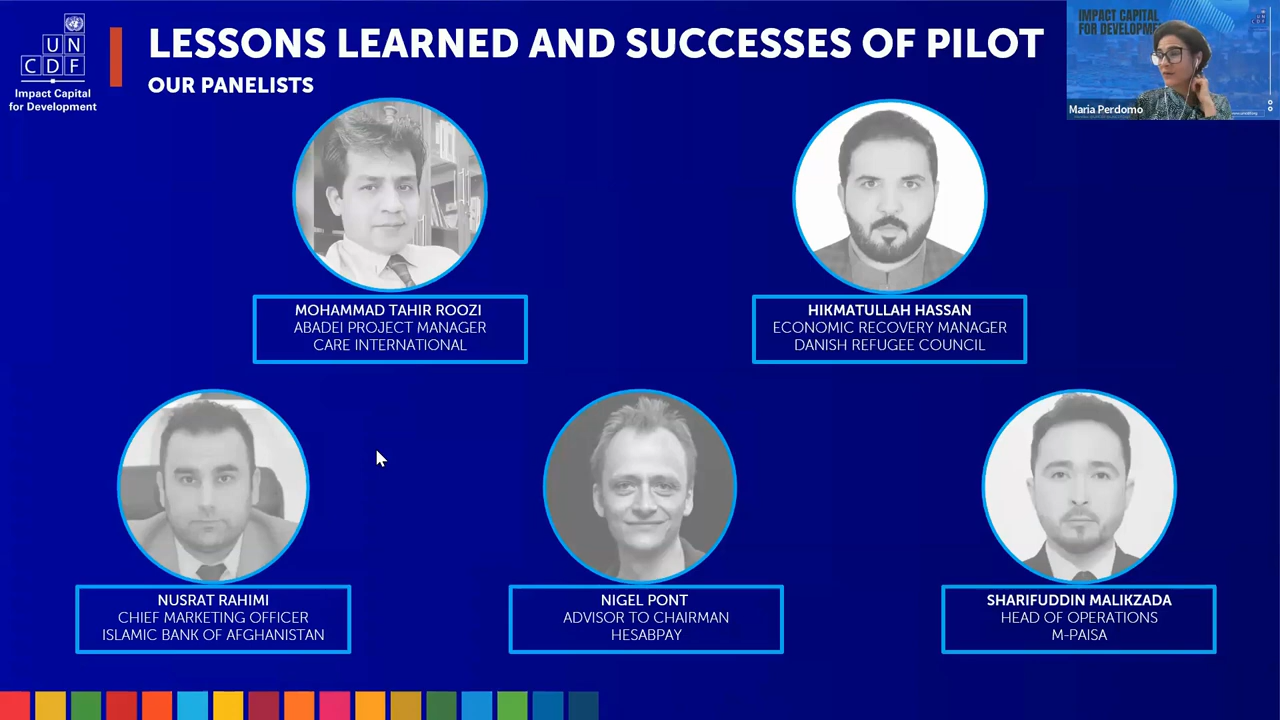 UN
CDF
Impact Capital
for Development
LESSONS LEARNED AND SUCCESSES OF PILOT
OUR PANELISTS
IMPACT CAPITAL
FOR DEVELOPME
Maria Perdomo
MOHAMMAD TAHIR ROOZI
ABADEI PROJECT MANAGER
CARE INTERNATIONAL
HIKMATULLAH HASSAN
ECONOMIC RECOVERY MANAGER
DANISH REFUGEE COUNCIL
NUSRAT RAHIMI
CHIEF MARKETING OFFICER
ISLAMIC BANK OF AFGHANISTAN
NIGEL PONT
ADVISOR TO CHAIRMAN
HESABPAY
SHARIFUDDIN MALIKZADA
HEAD OF OPERATIONS
M-PAISA